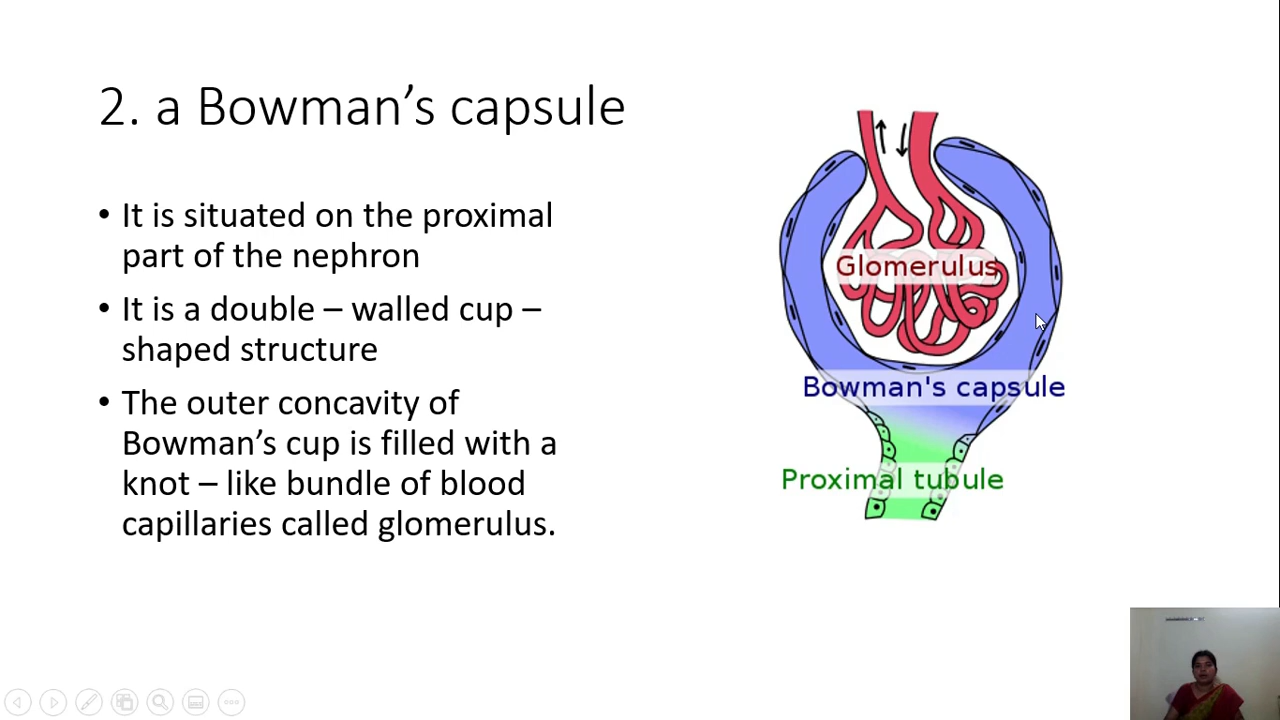 2. a Bowman’s capsule
• It is situated on the proximal
part of the nephron
• It is a double – walled cup –
shaped structure
• The outer concavity of
Bowman’s cup is filled with a
knot – like bundle of blood
capillaries called glomerulus.
Glomerulus
Bowman's capsule
Proximal tubule